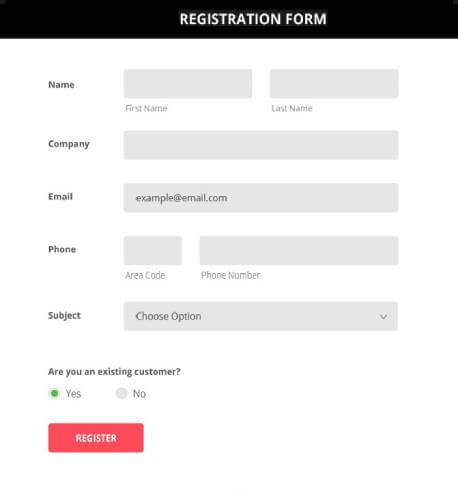 REGISTRATION FORM
Name
First Name Last Name
Company
Email example@email.com
Phone
Area Code Phone Number
Subject Choose Option
Are you an existing customer?
Yes No
REGISTER